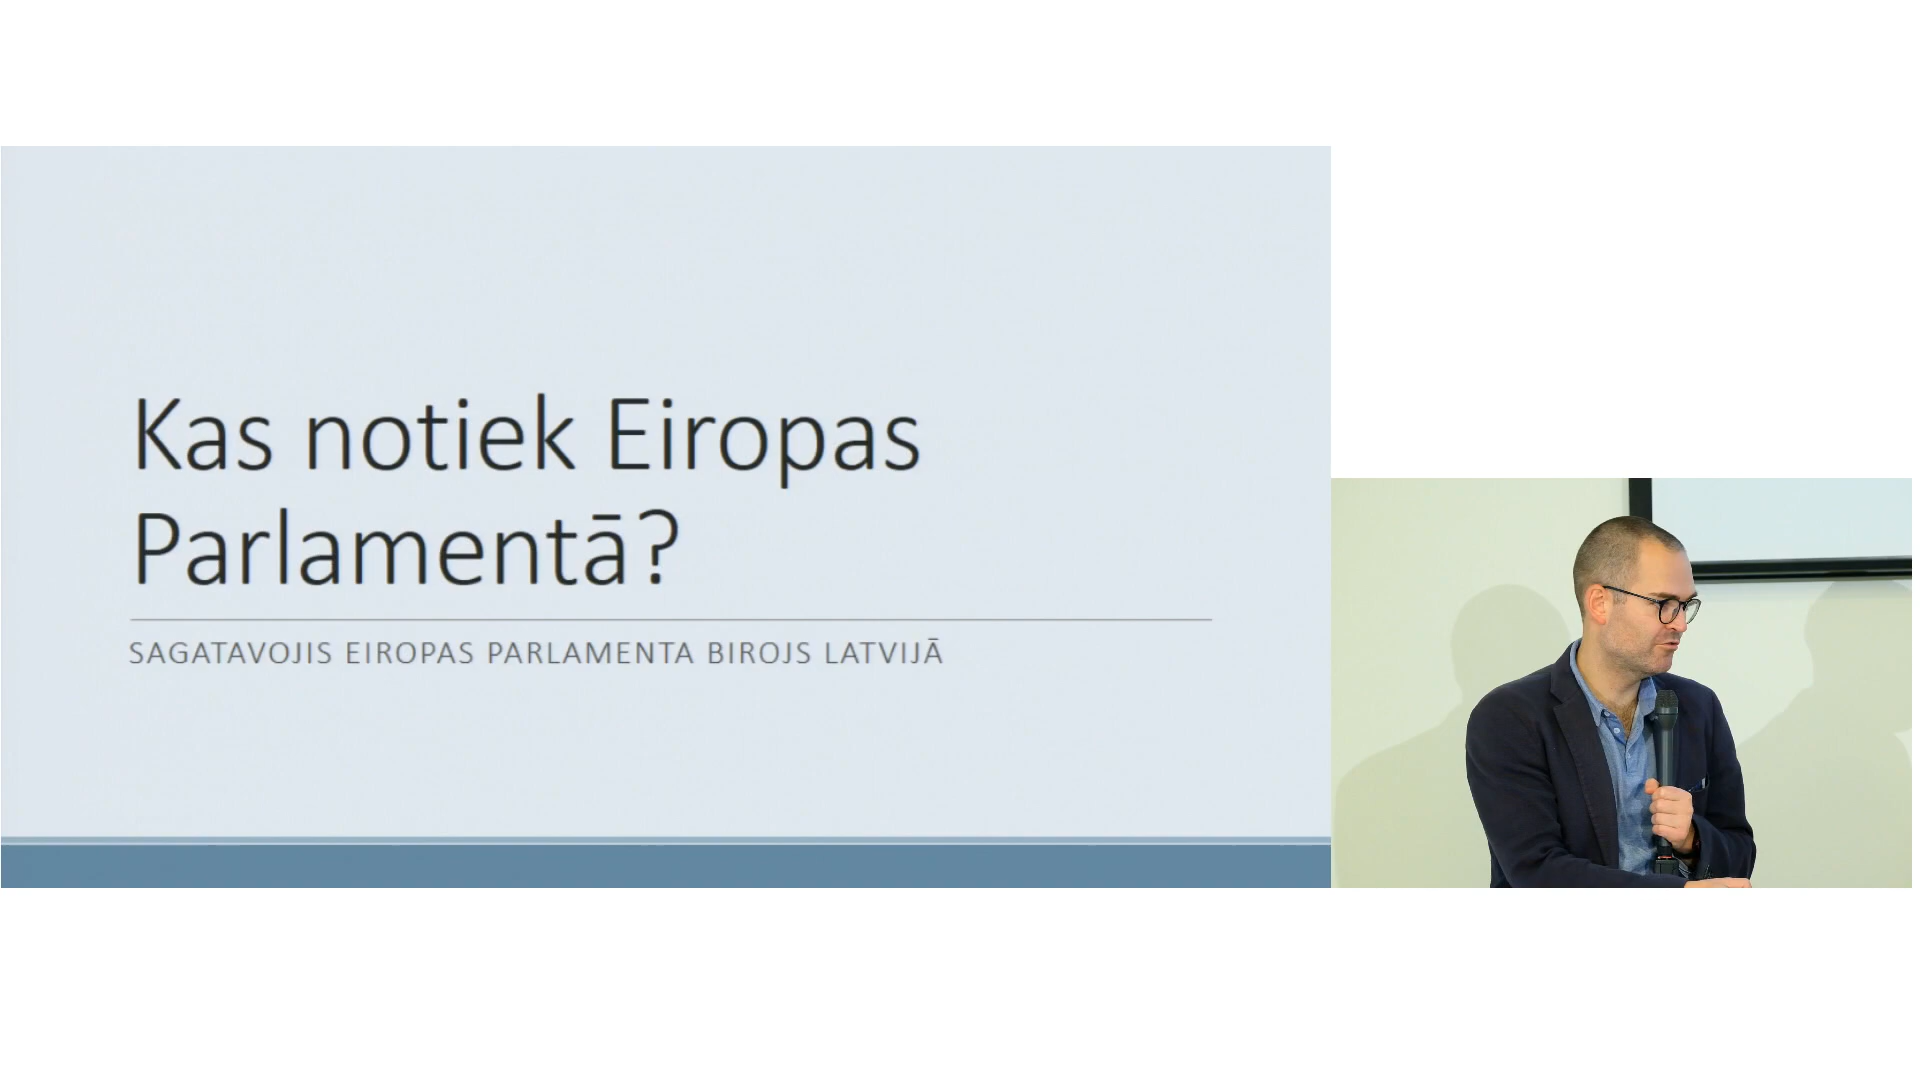 Kas notiek Eiropas
Parlamentā?
SAGATAVOJIS EIROPAS PARLAMENTA BIROJS LATVIJĀ